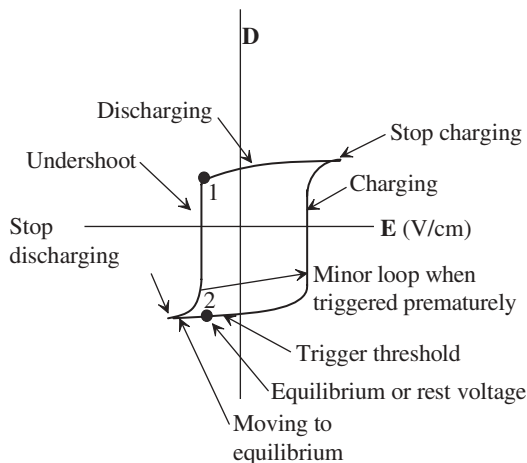 D
Discharging
Stop charging
Undershoot
1
Charging
Stop
discharging
E (V/cm)
Minor loop when
triggered prematurely
2
Trigger threshold
Equilibrium or rest voltage
Moving to
equilibrium